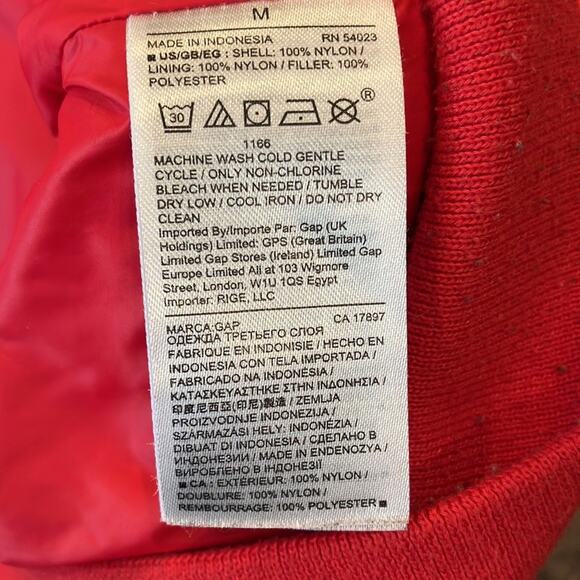 M
MADE IN INDONESIA RN 54023
■ US/GB/EG : SHELL: 100% NYLON /
LINING: 100% NYLON / FILLER: 100%
POLYESTER
30
®
1166
MACHINE WASH COLD GENTLE
CYCLE / ONLY NON-CHLORINE
BLEACH WHEN NEEDED / TUMBLE
DRY LOW / COOL IRON / DO NOT DRY
CLEAN
Imported By/Importe Par: Gap (UK
Holdings) Limited: GPS (Great Britain)
Limited Gap Stores (Ireland) Limited Gap
Europe Limited All at 103 Wigmore
Street, London, W1U 1QS Egypt
Importer: RIGE, LLC
MARCA:GAP CA 17897
ОДЕЖДА ТРЕТЬЕГО СЛОЯ
FABRIQUE EN INDONISIE / HECHO EN
INDONESIA CON TELA IMPORTADA /
FABRICADO NA INDONÉSIA /
ΚΑΤΑΣΚΕΥΑΣΤΗΚΕ ΣΤΗΝ ΙΝΔΟΝΗΣΙΑ /
印度尼西亞(印尼)製造 / ZEMLJA
PROIZVODNJE INDONEZIJA /
SZÁRMAZÁSI HELY: INDONÉZIA /
DIBUAT DI INDONESIA / СДЕЛАНО В
ИНДОНЕЗИИ / MADE IN ENDENOZYA /
ВИРОБЛЕНО В ІНДОНЕЗІЇ
■ CA : EXTÉRIEUR: 100% NYLON /
DOUBLURE: 100% NYLON /
REMBOURRAGE: 100% POLYESTER ■